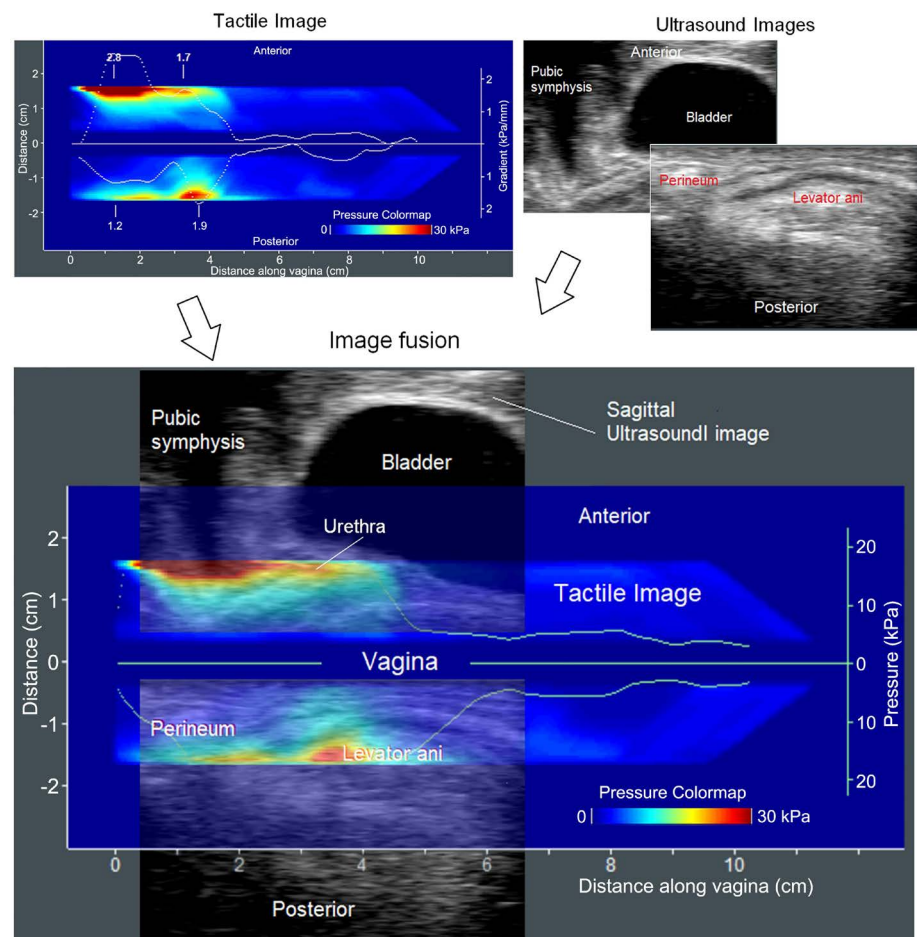 Tactile Image
Ultrasound Images
2.8
1.7
Anterior
2
1
0
-1
-2
Distance (cm)
2
1
1
2
Gradient (kPa/mm)
Pressure Colormap
0
30 kPa
1.2
1.9
Posterior
0
2
4
6
8
10
Distance along vagina (cm)
Anterior
Pubic
symphysis
Bladder
Perineum
Levator ani
Posterior
Image fusion
Pubic
symphysis
Sagittal
UltrasoundI image
Bladder
Anterior
Urethra
Tactile Image
2
1
0
-1
-2
Distance (cm)
20
10
0
10
20
Pressure (kPa)
Vagina
Perineum
Levator ani
Pressure Colormap
0
30 kPa
0
2
4
6
8
10
Distance along vagina (cm)
Posterior